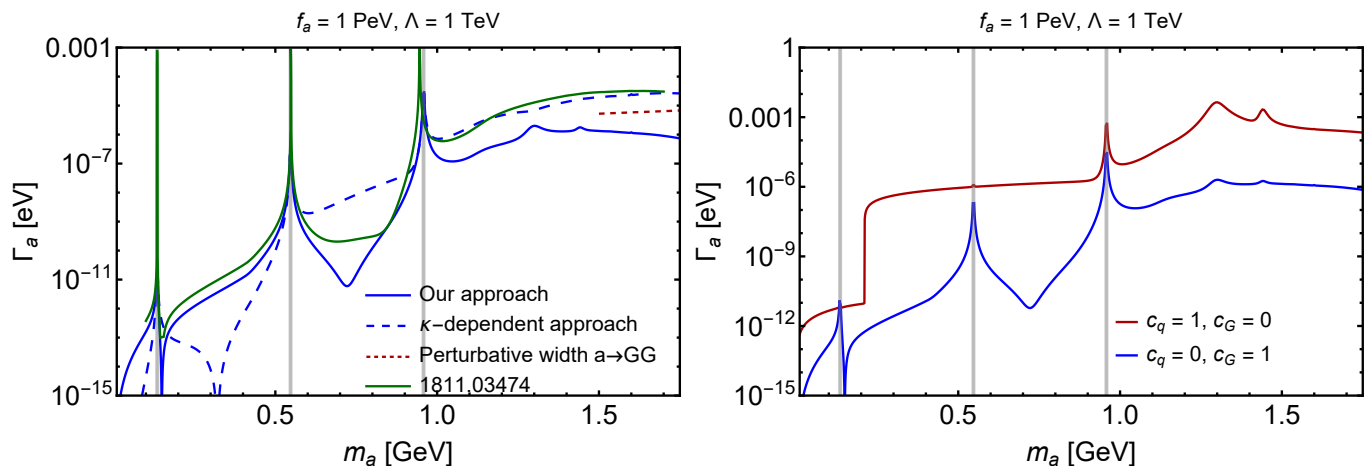 f_a = 1 PeV, Λ = 1 TeV
0.001
10^−7
10^−11
10^−15
Γ_a [eV]
Our approach
κ−dependent approach
Perturbative width a→GG
1811.03474
0.5
1.0
1.5
m_a [GeV]
f_a = 1 PeV, Λ = 1 TeV
1
0.001
10^−6
10^−9
10^−12
10^−15
Γ_a [eV]
c_q = 1, c_G = 0
c_q = 0, c_G = 1
0.5
1.0
1.5
m_a [GeV]